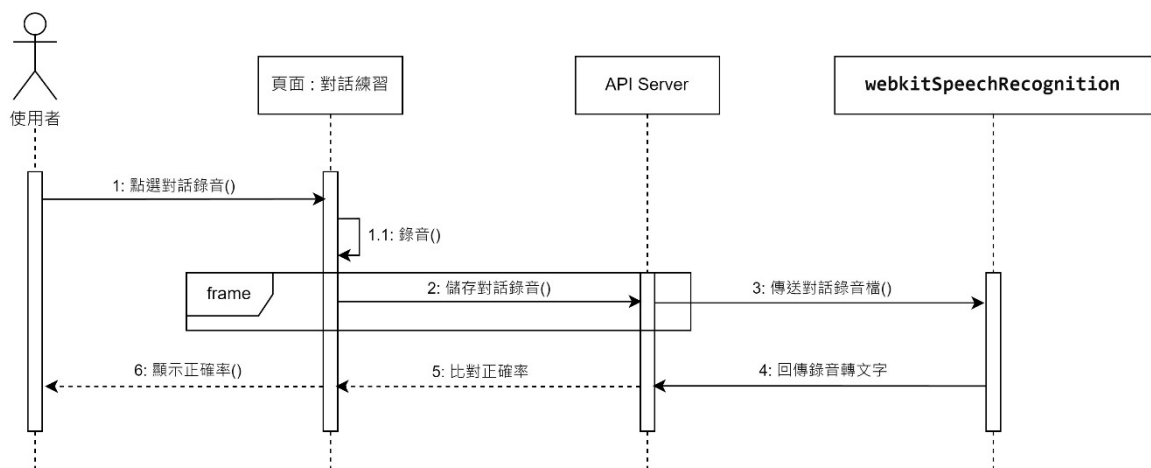 使用者
頁面 : 對話練習
API Server
webkitSpeechRecognition
1: 點選對話錄音()
1.1: 錄音()
frame
2: 儲存對話錄音()
3: 傳送對話錄音檔()
6: 顯示正確率()
5: 比對正確率
4: 回傳錄音轉文字